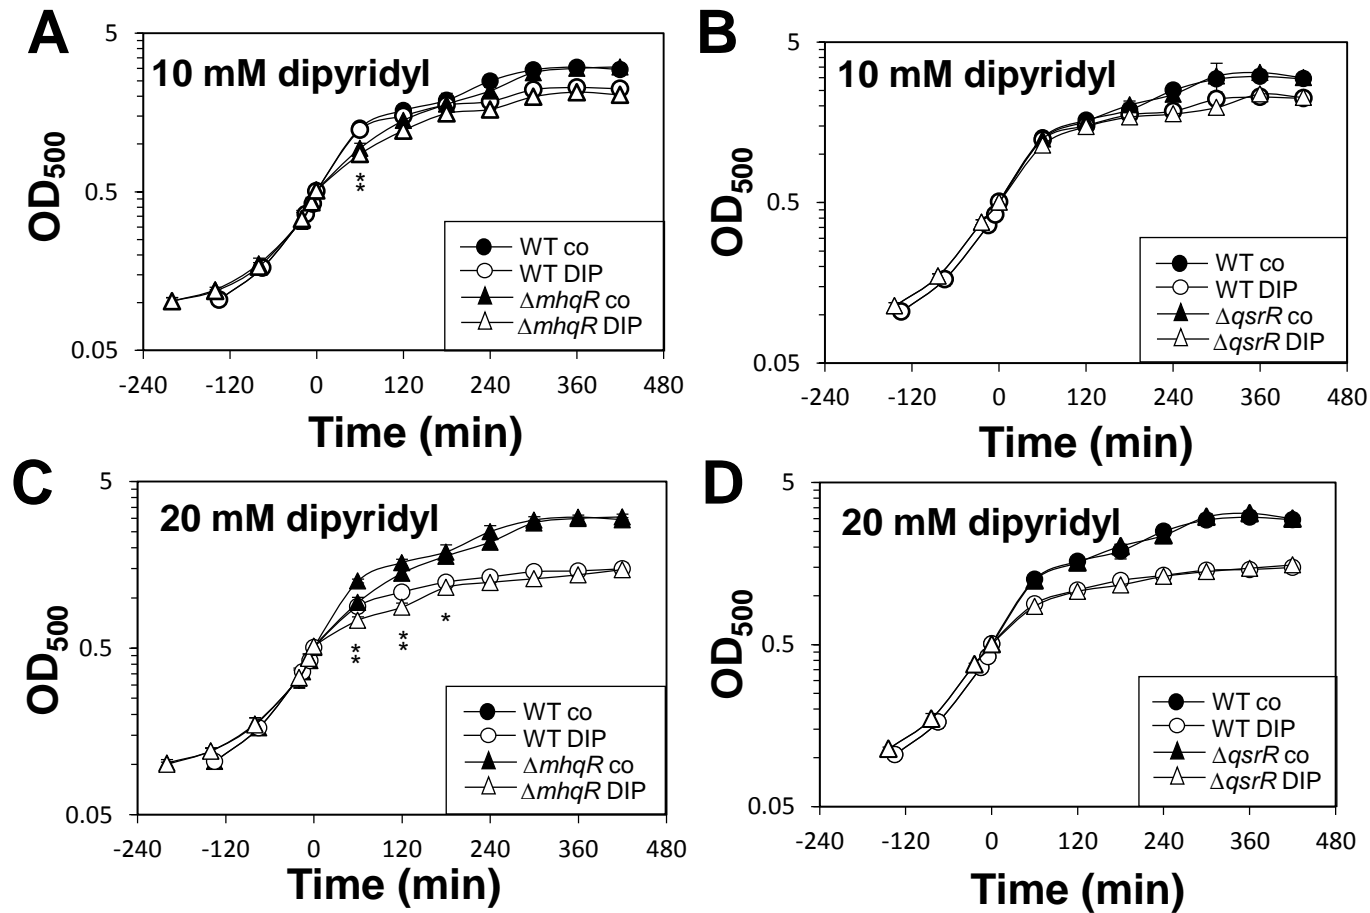 A
10 mM dipyridyl
5
0.5
0.05
OD500
**
WT co
WT DIP
ΔmhqR co
ΔmhqR DIP
-240 -120 0 120 240 360 480
Time (min)
B
10 mM dipyridyl
5
0.5
0.05
OD500
WT co
WT DIP
ΔqsrR co
ΔqsrR DIP
-240 -120 0 120 240 360 480
Time (min)
C
20 mM dipyridyl
5
0.5
0.05
OD500
** ** *
WT co
WT DIP
ΔmhqR co
ΔmhqR DIP
-240 -120 0 120 240 360 480
Time (min)
D
20 mM dipyridyl
5
0.5
0.05
OD500
WT co
WT DIP
ΔqsrR co
ΔqsrR DIP
-240 -120 0 120 240 360 480
Time (min)